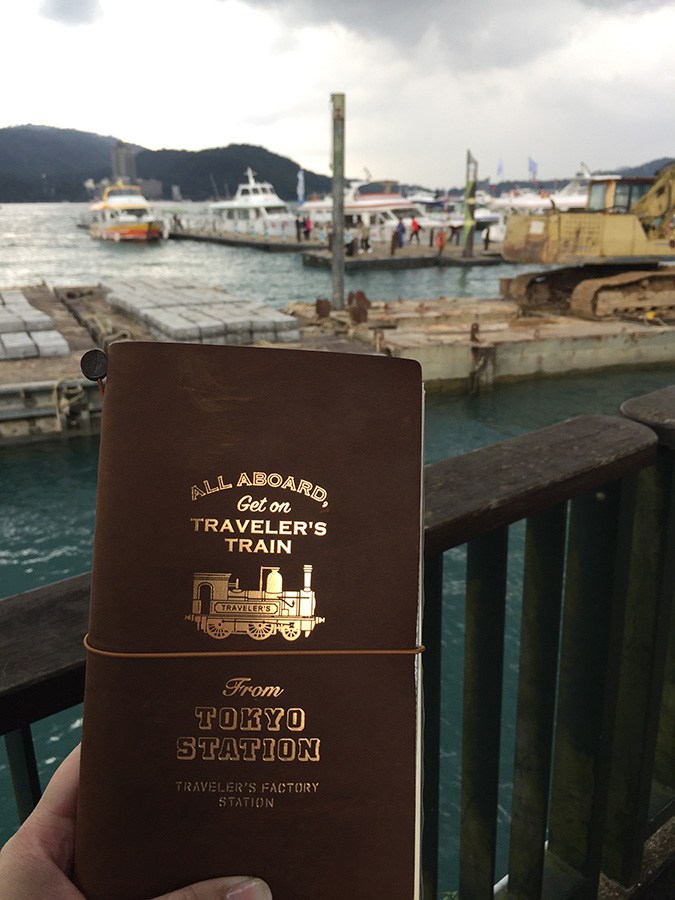 ALL ABOARD,
Get on
TRAVELER'S
TRAIN
TRAVELER'S
From
TOKYO
STATION
TRAVELER'S FACTORY
STATION